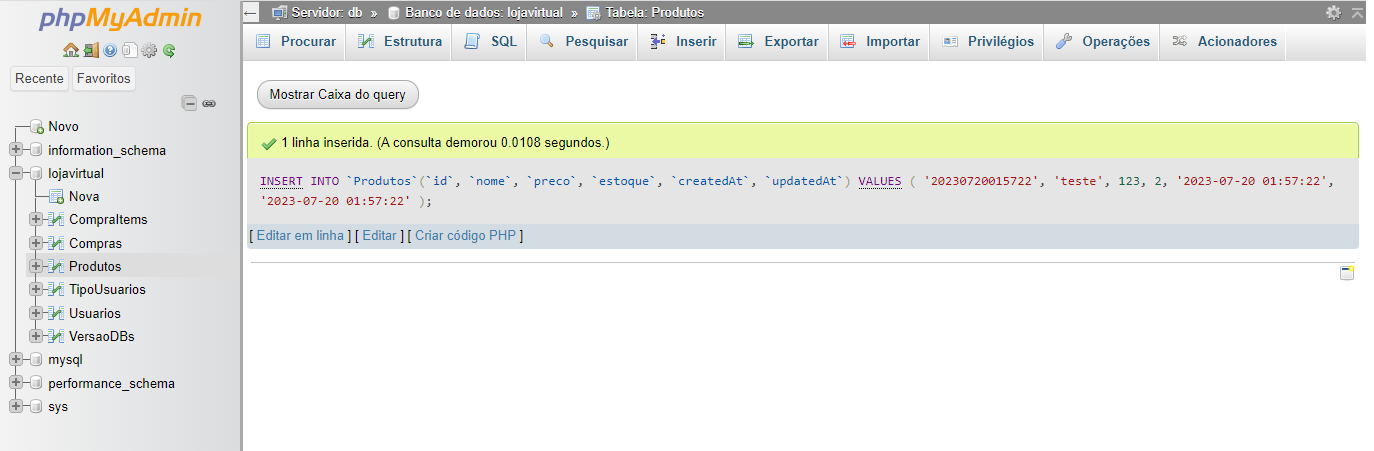 phpMyAdmin
Recente Favoritos
Novo
information_schema
lojavirtual
Nova
CompraItems
Compras
Produtos
TipoUsuarios
Usuarios
VersaoDBs
mysql
performance_schema
sys
Servidor: db » Banco de dados: lojavirtual » Tabela: Produtos
Procurar Estrutura SQL Pesquisar Inserir Exportar Importar Privilégios Operações Acionadores
Mostrar Caixa do query
1 linha inserida. (A consulta demorou 0.0108 segundos.)
INSERT INTO `Produtos`(`id`, `nome`, `preco`, `estoque`, `createdAt`, `updatedAt`) VALUES ( '20230720015722', 'teste', 123, 2, '2023-07-20 01:57:22',
'2023-07-20 01:57:22' );
[ Editar em linha ] [ Editar ] [ Criar código PHP ]